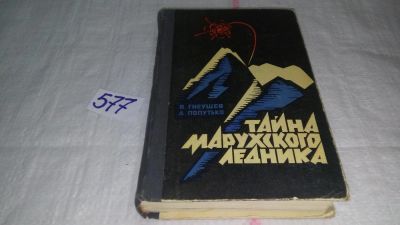 577
В. ГНЕУШЕВ
А. ПОПУТЬКО
ТАЙНА
МАРУХСКОГО
ЛЕДНИКА